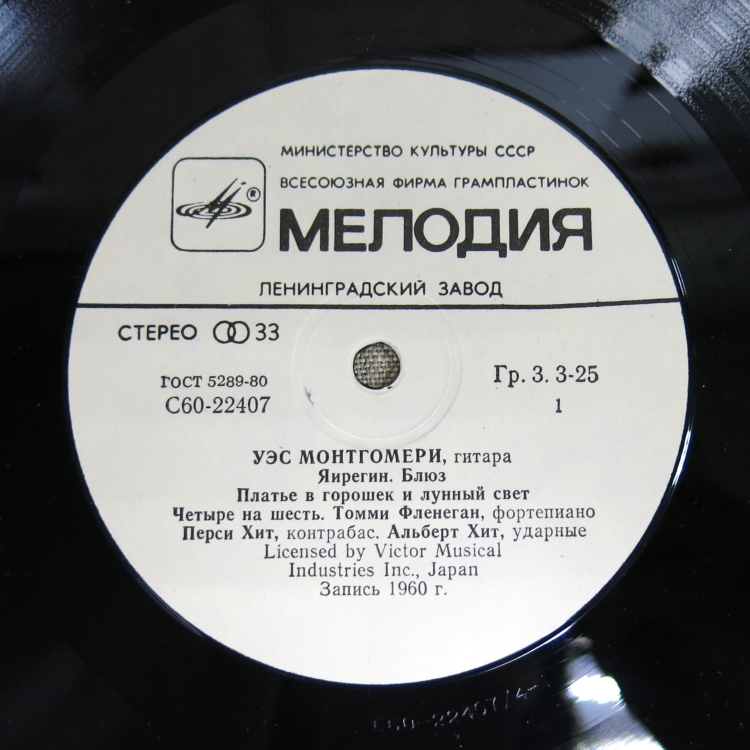 МИНИСТЕРСТВО КУЛЬТУРЫ СССР
ВСЕСОЮЗНАЯ ФИРМА ГРАМПЛАСТИНОК
®
МЕЛОДИЯ
ЛЕНИНГРАДСКИЙ ЗАВОД
СТЕРЕО 33
ГОСТ 5289-80
Гр. 3. 3-25
С60-22407
1
УЭС МОНТГОМЕРИ, гитара
Яирегин. Блюз
Платье в горошек и лунный свет
Четыре на шесть. Томми Фленеган, фортепиано
Перси Хит, контрабас. Альберт Хит, ударные
Licensed by Victor Musical
Industries Inc., Japan
Запись 1960 г.